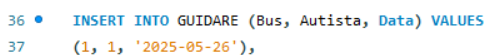 36 INSERT INTO GUIDARE (Bus, Autista, Data) VALUES
37 (1, 1, '2025-05-26'),